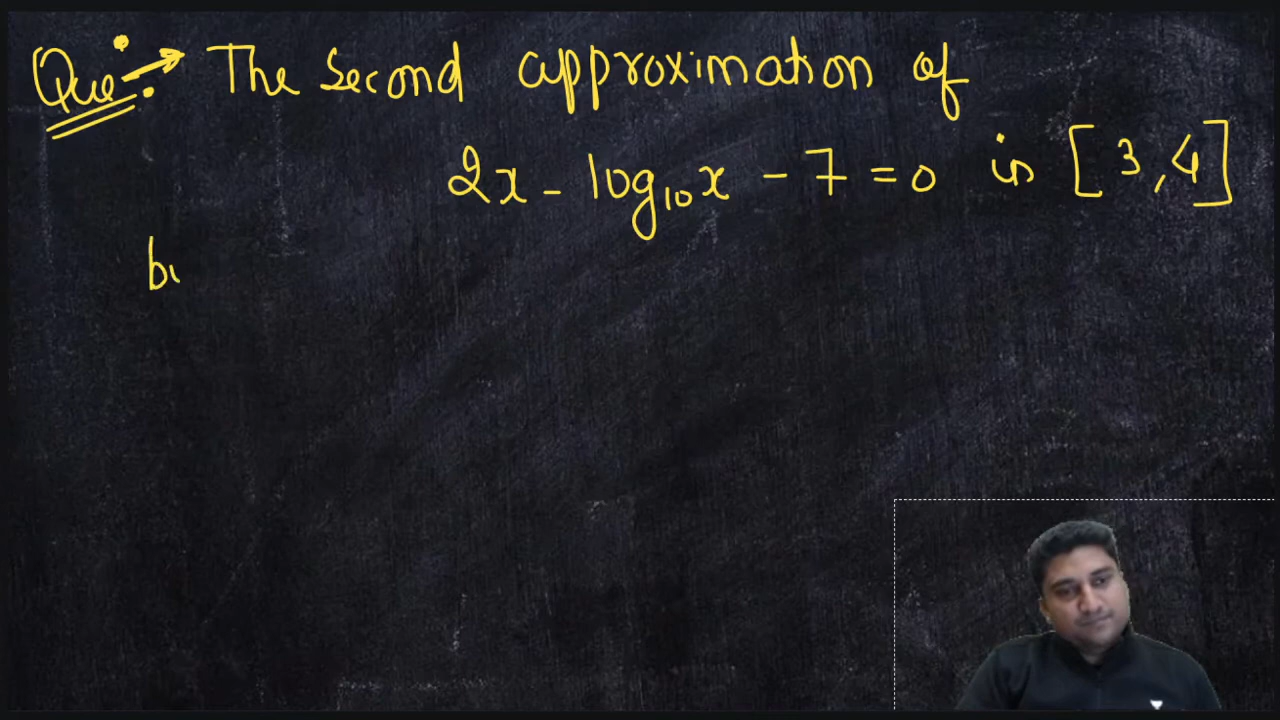 Que :→ The Second approximation of
2x - log₁₀x - 7 = 0 in [3,4]